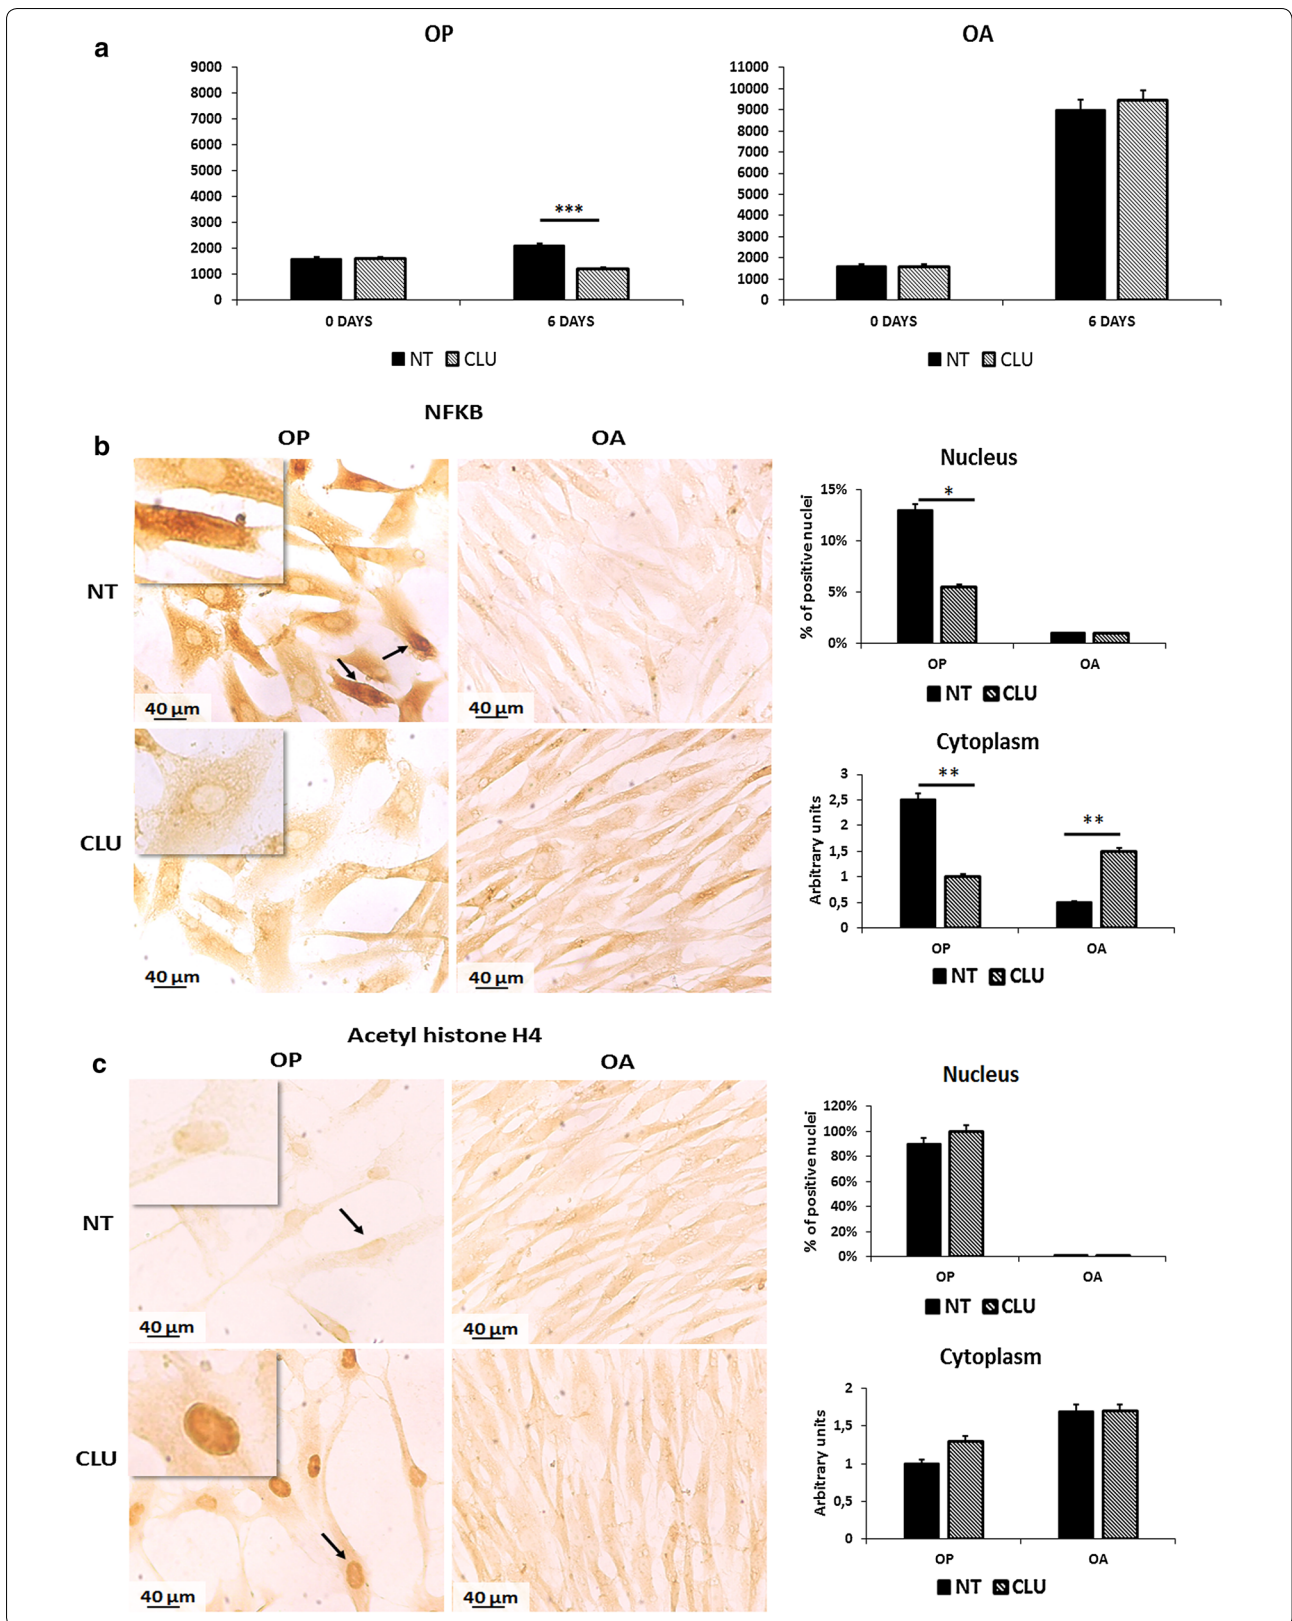 a
OP
9000
8000
7000
6000
5000
4000
3000
2000
1000
0
***
0 DAYS 6 DAYS
NT CLU
OA
11000
10000
9000
8000
7000
6000
5000
4000
3000
2000
1000
0
0 DAYS 6 DAYS
NT CLU
NFKB
b
OP OA
NT
40 µm
40 µm
CLU
40 µm
40 µm
Nucleus
% of positive nuclei
15%
10%
5%
0%
*
OP OA
NT CLU
Cytoplasm
Arbitrary units
3
2,5
2
1,5
1
0,5
0
**
**
OP OA
NT CLU
Acetyl histone H4
c
OP OA
NT
40 µm
40 µm
CLU
40 µm
40 µm
Nucleus
% of positive nuclei
120%
100%
80%
60%
40%
20%
0%
OP OA
NT CLU
Cytoplasm
Arbitrary units
2
1,5
1
0,5
0
OP OA
NT CLU